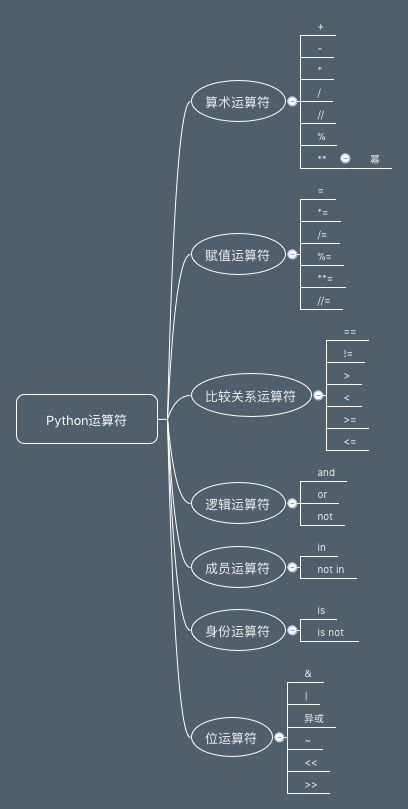 Python运算符
算术运算符
+
-
*
/
//
%
**
幂
赋值运算符
=
*=
/=
%=
**=
//=
比较关系运算符
==
!=
>
<
>=
<=
逻辑运算符
and
or
not
成员运算符
in
not in
身份运算符
is
is not
位运算符
&
|
异或
~
<<
>>